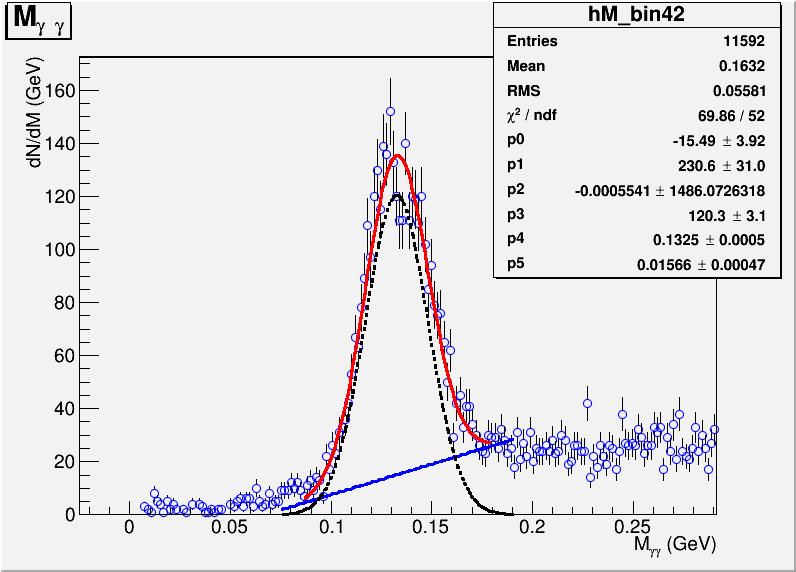 M γ γ
hM_bin42
Entries 11592
Mean 0.1632
RMS 0.05581
χ² / ndf 69.86 / 52
p0 -15.49 ± 3.92
p1 230.6 ± 31.0
p2 -0.0005541 ± 1486.0726318
p3 120.3 ± 3.1
p4 0.1325 ± 0.0005
p5 0.01566 ± 0.00047
dN/dM (GeV)
160
140
120
100
80
60
40
20
0
0 0.05 0.1 0.15 0.2 0.25
Mγγ (GeV)